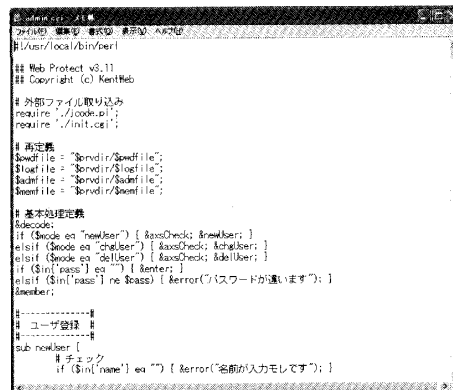 admin.cgi - メモ帳
ファイル(F) 編集(E) 書式(O) 表示(V) ヘルプ(H)
#!/usr/local/bin/perl
## Web Protect v3.11
## Copyright (c) KentWeb
# 外部ファイル取り込み
require './jcode.pl';
require './init.cgi';
# 再定義
$pwdfile = "$prvdir/$pwdfile";
$logfile = "$prvdir/$logfile";
$admfile = "$prvdir/$admfile";
$memfile = "$prvdir/$memfile";
# 基本処理定義
&decode;
if ($mode eq "newUser") { &axsCheck; &newUser; }
elsif ($mode eq "chgUser") { &axsCheck; &chgUser; }
elsif ($mode eq "delUser") { &axsCheck; &delUser; }
if ($in{'pass'} eq "") { &enter; }
elsif ($in{'pass'} ne $pass) { &error("パスワードが違います"); }
&member;
#-------------#
# ユーザ登録 #
#-------------#
sub newUser {
# チェック
if ($in{'name'} eq "") { &error("名前が入力モレです"); }